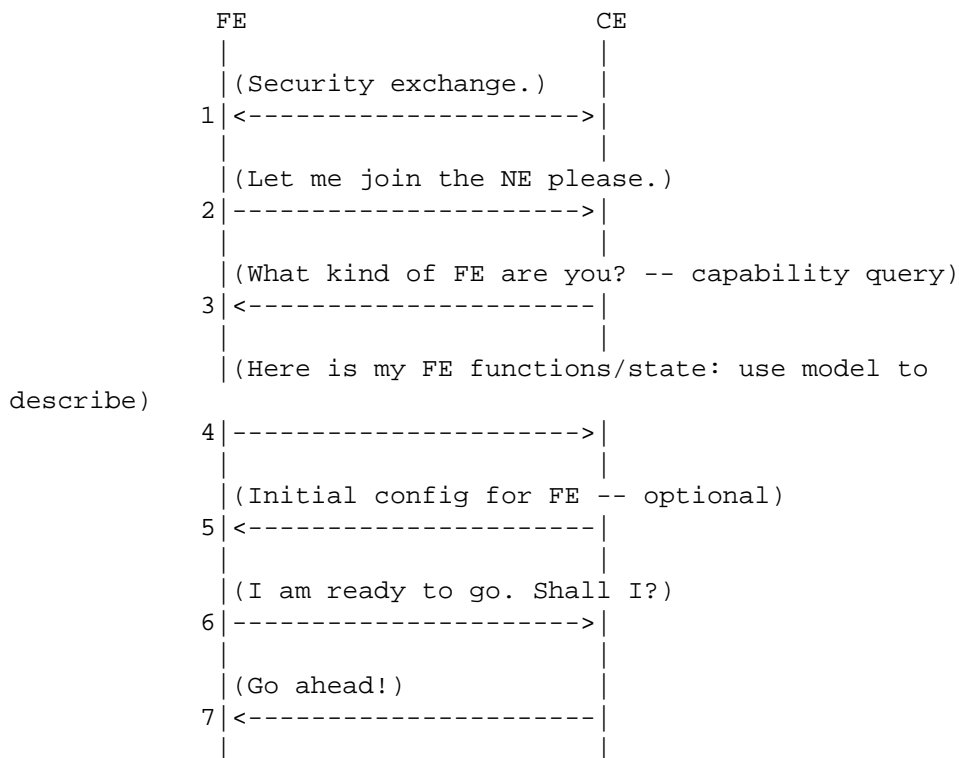 FE CE
(Security exchange.)
1|<---------------------->|
(Let me join the NE please.)
2|---------------------->|
(What kind of FE are you? -- capability query)
3|<----------------------|
(Here is my FE functions/state: use model to
describe)
4|---------------------->|
(Initial config for FE -- optional)
5|<----------------------|
(I am ready to go. Shall I?)
6|---------------------->|
(Go ahead!)
7|<----------------------|